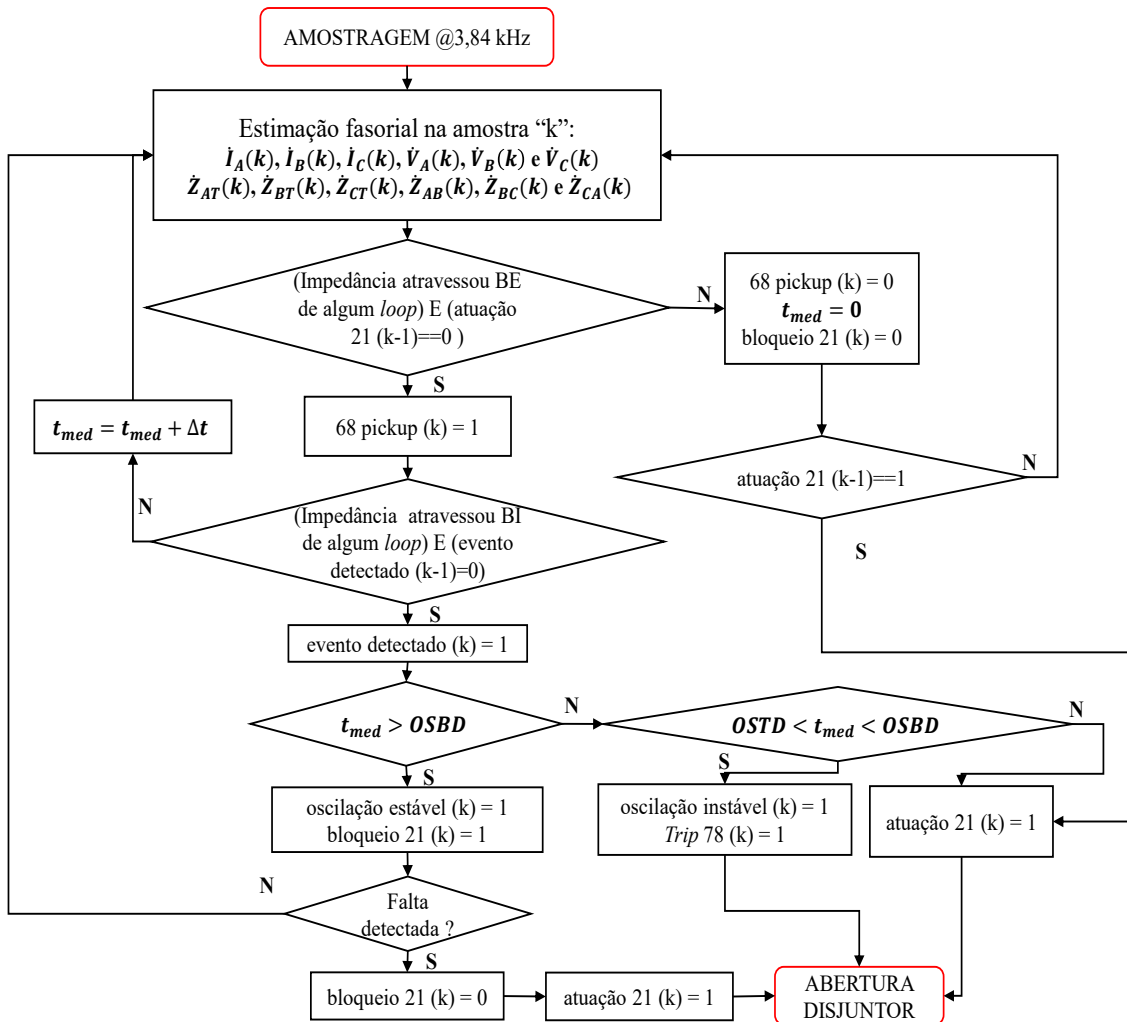 AMOSTRAGEM @3,84 kHz
Estimação fasorial na amostra “k”:
İ_A(k), İ_B(k), İ_C(k), V̇_A(k), V̇_B(k) e V̇_C(k)
Ż_AT(k), Ż_BT(k), Ż_CT(k), Ż_AB(k), Ż_BC(k) e Ż_CA(k)
(Impedância atravessou BE
de algum loop) E (atuação
21 (k-1)==0 )
N
68 pickup (k) = 0
t_med = 0
bloqueio 21 (k) = 0
S
t_med = t_med + Δt
68 pickup (k) = 1
atuação 21 (k-1)==1
N
N
(Impedância atravessou BI
de algum loop) E (evento
detectado (k-1)=0)
S
S
evento detectado (k) = 1
t_med > OSBD
N
OSTD < t_med < OSBD
N
S
S
oscilação estável (k) = 1
bloqueio 21 (k) = 1
oscilação instável (k) = 1
Trip 78 (k) = 1
atuação 21 (k) = 1
N
Falta
detectada ?
S
bloqueio 21 (k) = 0
atuação 21 (k) = 1
ABERTURA
DISJUNTOR